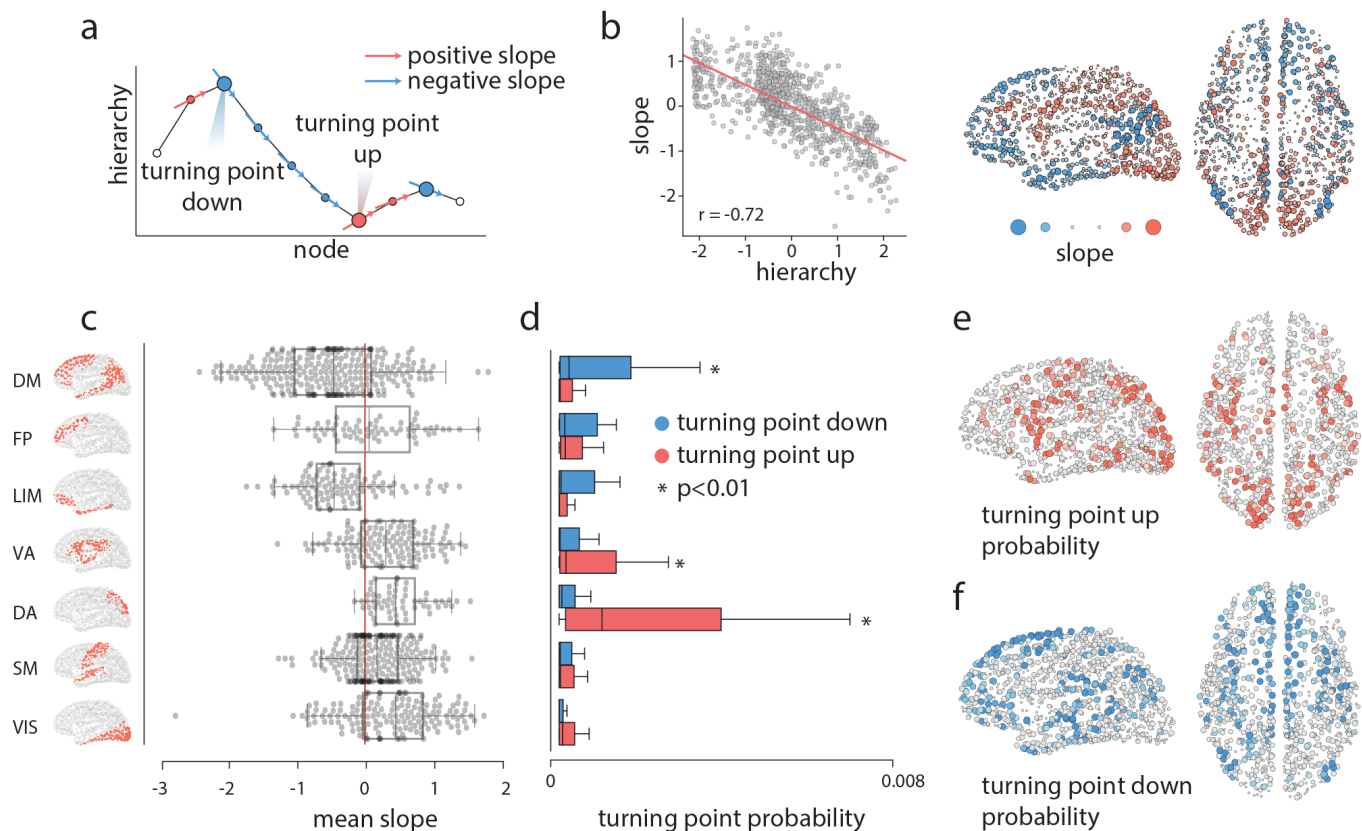 a
positive slope
negative slope
hierarchy
turning point
down
turning point
up
node
b
slope
1
0
-1
-2
r = -0.72
-2
-1
0
1
2
hierarchy
slope
c
DM
FP
LIM
VA
DA
SM
VIS
-3
-2
-1
0
1
2
mean slope
d
*
turning point down
turning point up
* p<0.01
*
*
0
0.008
turning point probability
e
turning point up
probability
f
turning point down
probability